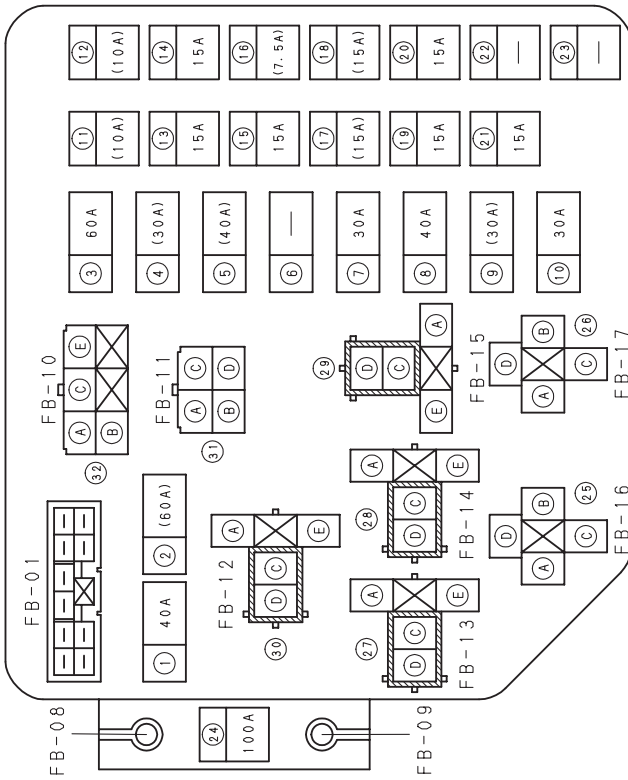 FB-08
24
100A
FB-09
FB-01
1
40A
2
(60A)
32
FB-10
A C E
B
31
FB-11
A C
B D
FB-12
30
A
D C
E
27
A
D C
E
FB-13
28
A
D C
E
FB-14
29
D
C
E A
FB-15
D
A B
C
25
FB-16
D
A B
C
26
FB-17
3 60A
4 (30A)
5 (40A)
6 —
7 30A
8 40A
9 (30A)
10 30A
11 (10A)
12 (10A)
13 15A
14 15A
15 15A
16 (7.5A)
17 (15A)
18 (15A)
19 15A
20 15A
21 15A
22 —
23 —